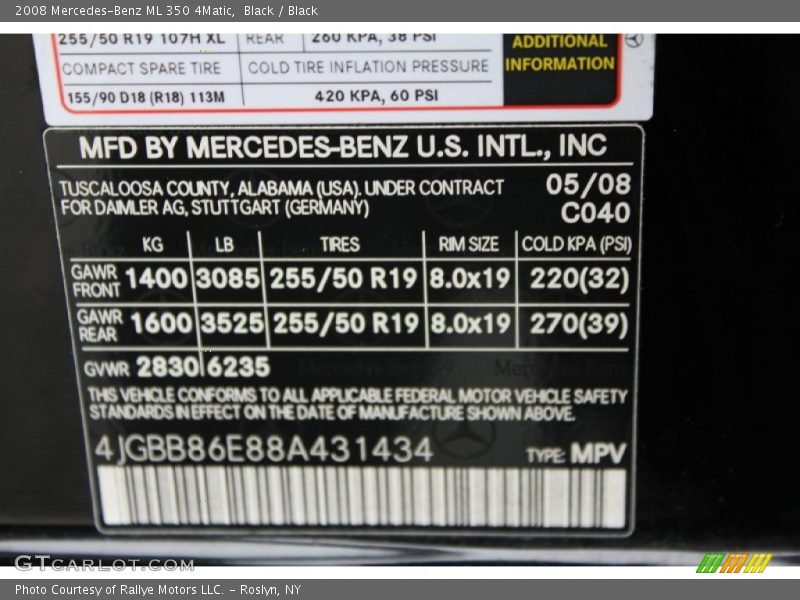 2008 Mercedes-Benz ML 350 4Matic,  Black / Black
255/50 R19 107H XL REAR 260 KPA, 38 PSI ADDITIONAL
COMPACT SPARE TIRE COLD TIRE INFLATION PRESSURE INFORMATION
155/90 D18 (R18) 113M 420 KPA, 60 PSI
MFD BY MERCEDES-BENZ U.S. INTL., INC
TUSCALOOSA COUNTY, ALABAMA (USA). UNDER CONTRACT 05/08
FOR DAIMLER AG, STUTTGART (GERMANY) C040
KG LB TIRES RIM SIZE COLD KPA (PSI)
GAWR FRONT 1400 3085 255/50 R19 8.0x19 220(32)
GAWR REAR 1600 3525 255/50 R19 8.0x19 270(39)
GVWR 2830 6235
THIS VEHICLE CONFORMS TO ALL APPLICABLE FEDERAL MOTOR VEHICLE SAFETY
STANDARDS IN EFFECT ON THE DATE OF MANUFACTURE SHOWN ABOVE.
4JGBB86E88A431434 TYPE: MPV
GTCARLOT.COM
Photo Courtesy of Rallye Motors LLC. - Roslyn, NY